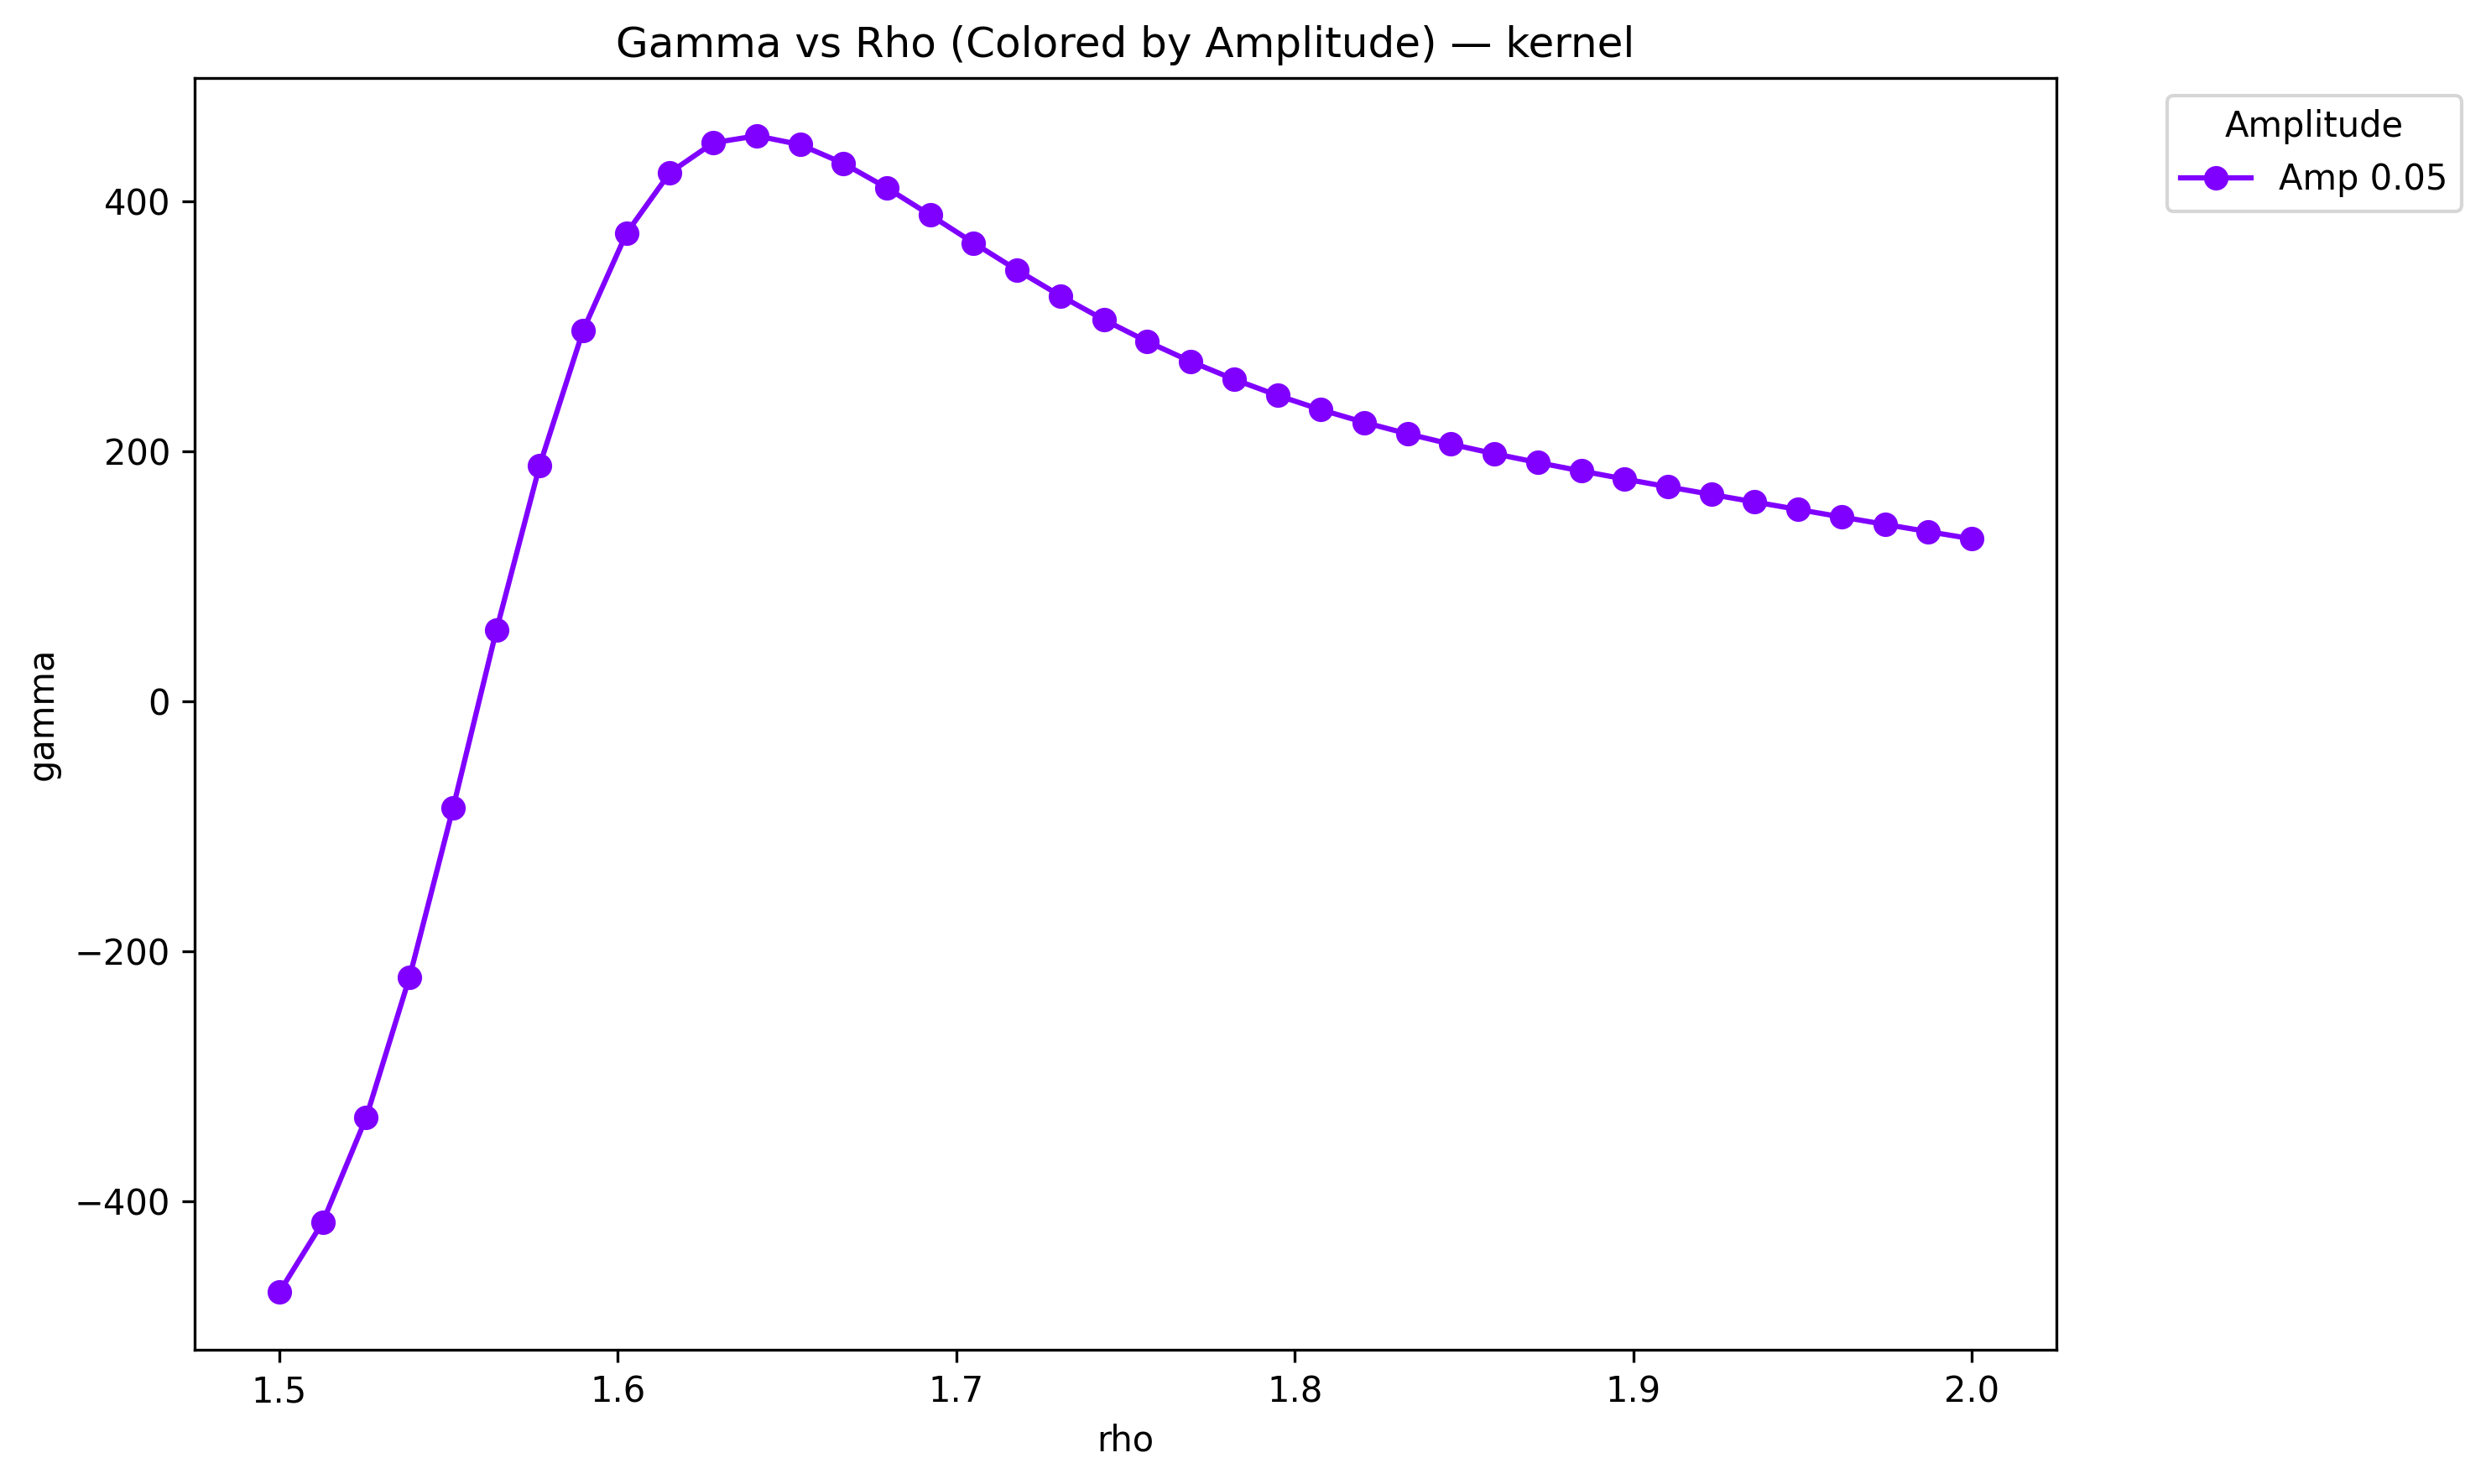 Gamma vs Rho (Colored by Amplitude) — kernel
Amplitude
Amp 0.05
gamma
400
200
0
−200
−400
1.5 1.6 1.7 1.8 1.9 2.0
rho